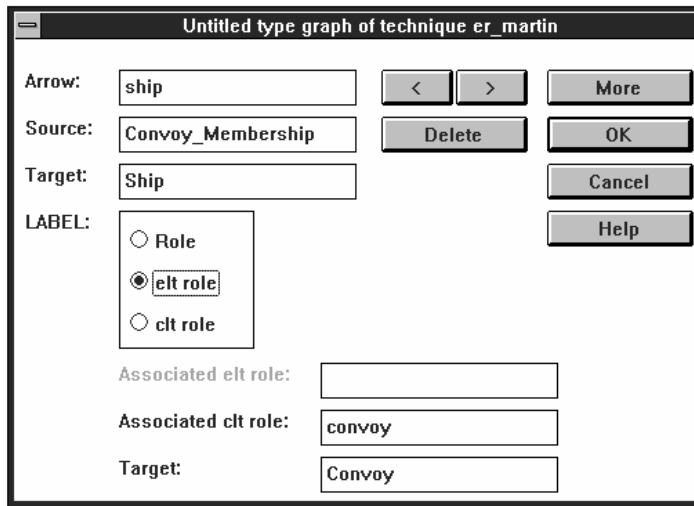 Untitled type graph of technique er_martin
Arrow: ship < > More
Source: Convoy_Membership Delete OK
Target: Ship Cancel
LABEL: Help
Role
elt role
clt role
Associated elt role:
Associated clt role: convoy
Target: Convoy